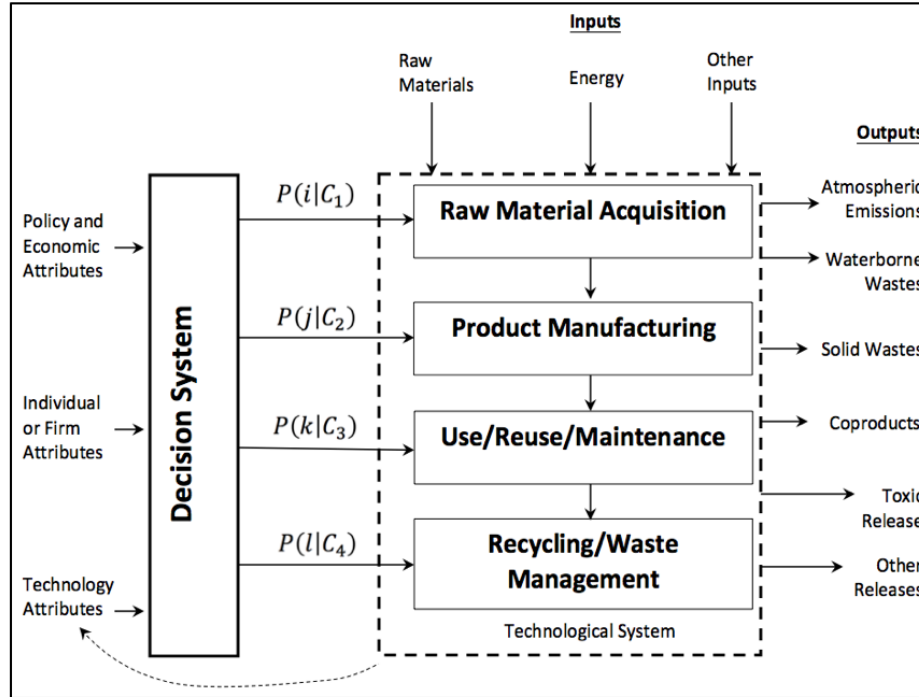 Inputs
Raw
Materials
Energy
Other
Inputs
Outputs
Policy and
Economic
Attributes
Individual
or Firm
Attributes
Technology
Attributes
Decision System
P(i|C₁)
P(j|C₂)
P(k|C₃)
P(l|C₄)
Raw Material Acquisition
Product Manufacturing
Use/Reuse/Maintenance
Recycling/Waste
Management
Technological System
Atmospheric
Emissions
Waterborne
Wastes
Solid Wastes
Coproducts
Toxic
Release
Other
Releases